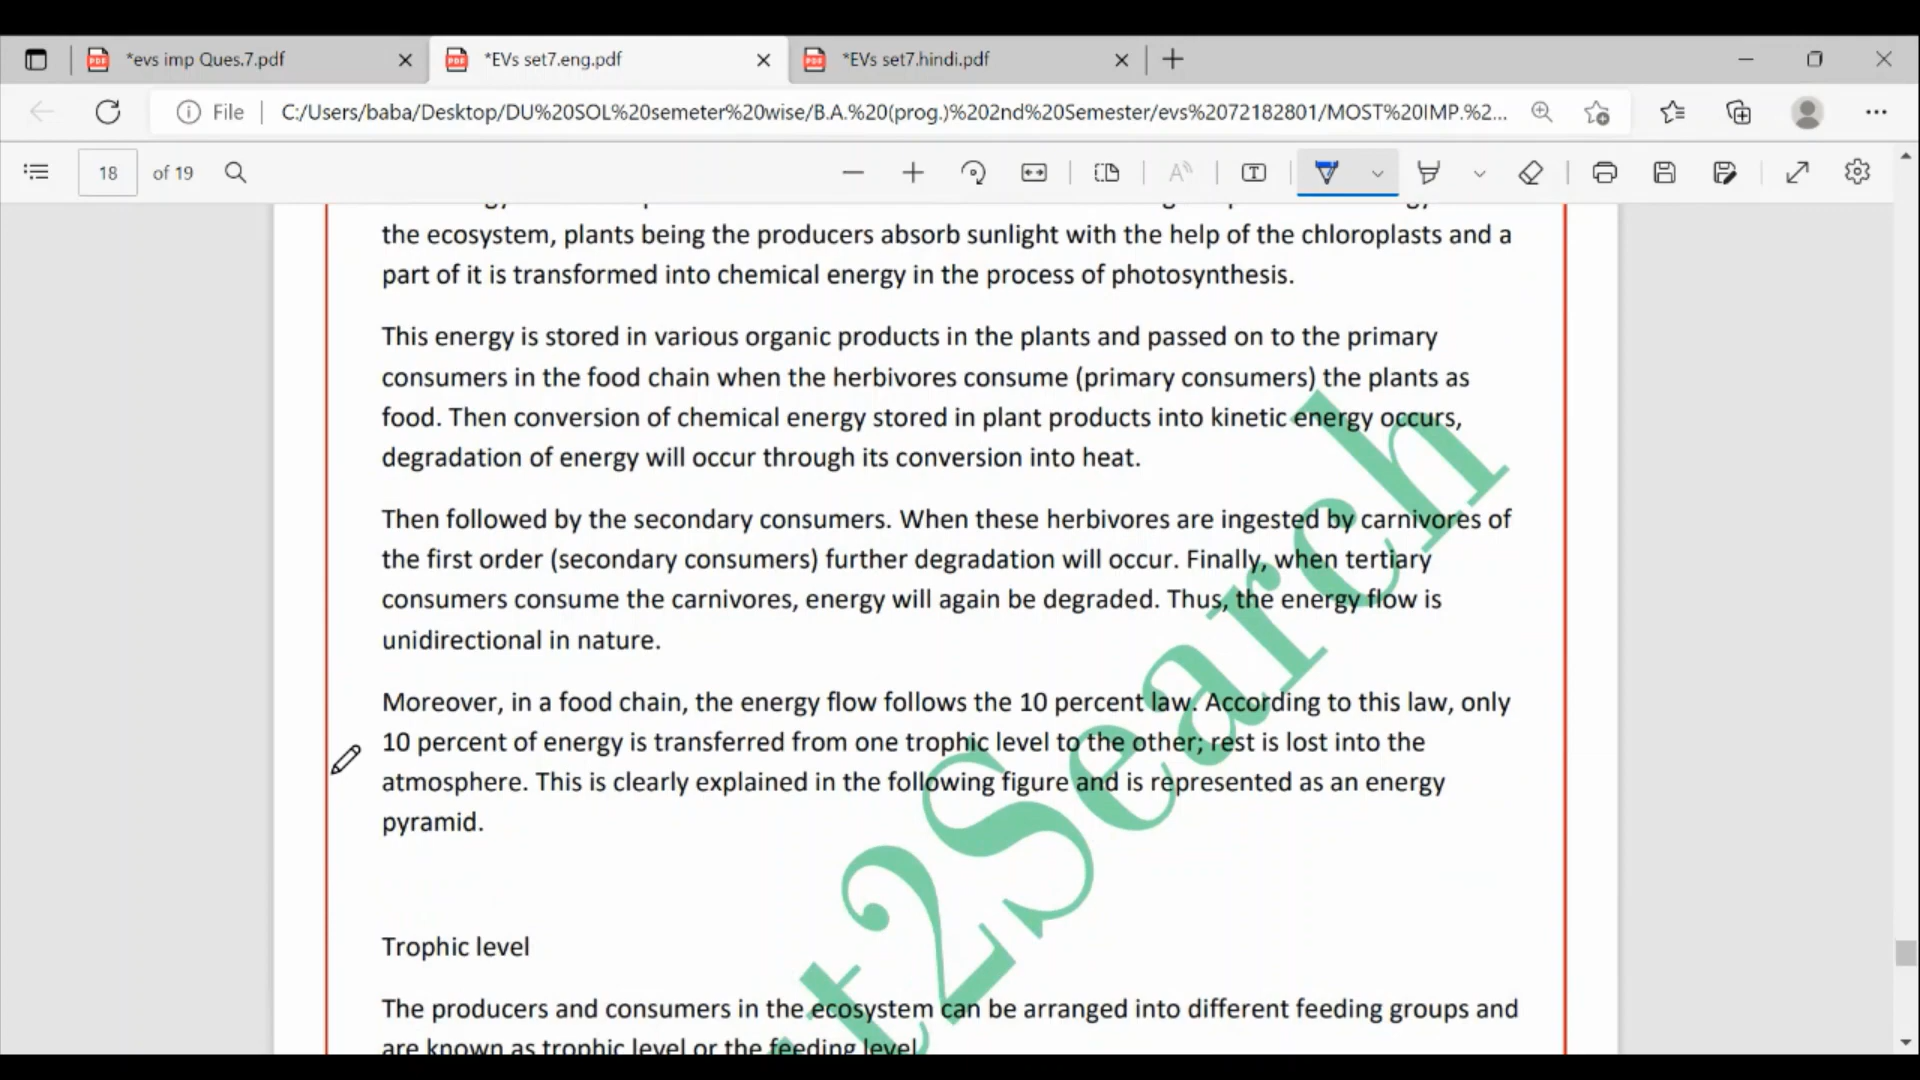 *evs imp Ques.7.pdf
*EVs set7.eng.pdf
*EVs set7.hindi.pdf
File
C:/Users/baba/Desktop/DU%20SOL%20semeter%20wise/B.A.%20(prog.)%202nd%20Semester/evs%2072182801/MOST%20IMP.%2...
18 of 19
the ecosystem, plants being the producers absorb sunlight with the help of the chloroplasts and a
part of it is transformed into chemical energy in the process of photosynthesis.
This energy is stored in various organic products in the plants and passed on to the primary
consumers in the food chain when the herbivores consume (primary consumers) the plants as
food. Then conversion of chemical energy stored in plant products into kinetic energy occurs,
degradation of energy will occur through its conversion into heat.
Then followed by the secondary consumers. When these herbivores are ingested by carnivores of
the first order (secondary consumers) further degradation will occur. Finally, when tertiary
consumers consume the carnivores, energy will again be degraded. Thus, the energy flow is
unidirectional in nature.
Moreover, in a food chain, the energy flow follows the 10 percent law. According to this law, only
10 percent of energy is transferred from one trophic level to the other; rest is lost into the
atmosphere. This is clearly explained in the following figure and is represented as an energy
pyramid.
Trophic level
The producers and consumers in the ecosystem can be arranged into different feeding groups and
are known as trophic level or the feeding level
t2Search